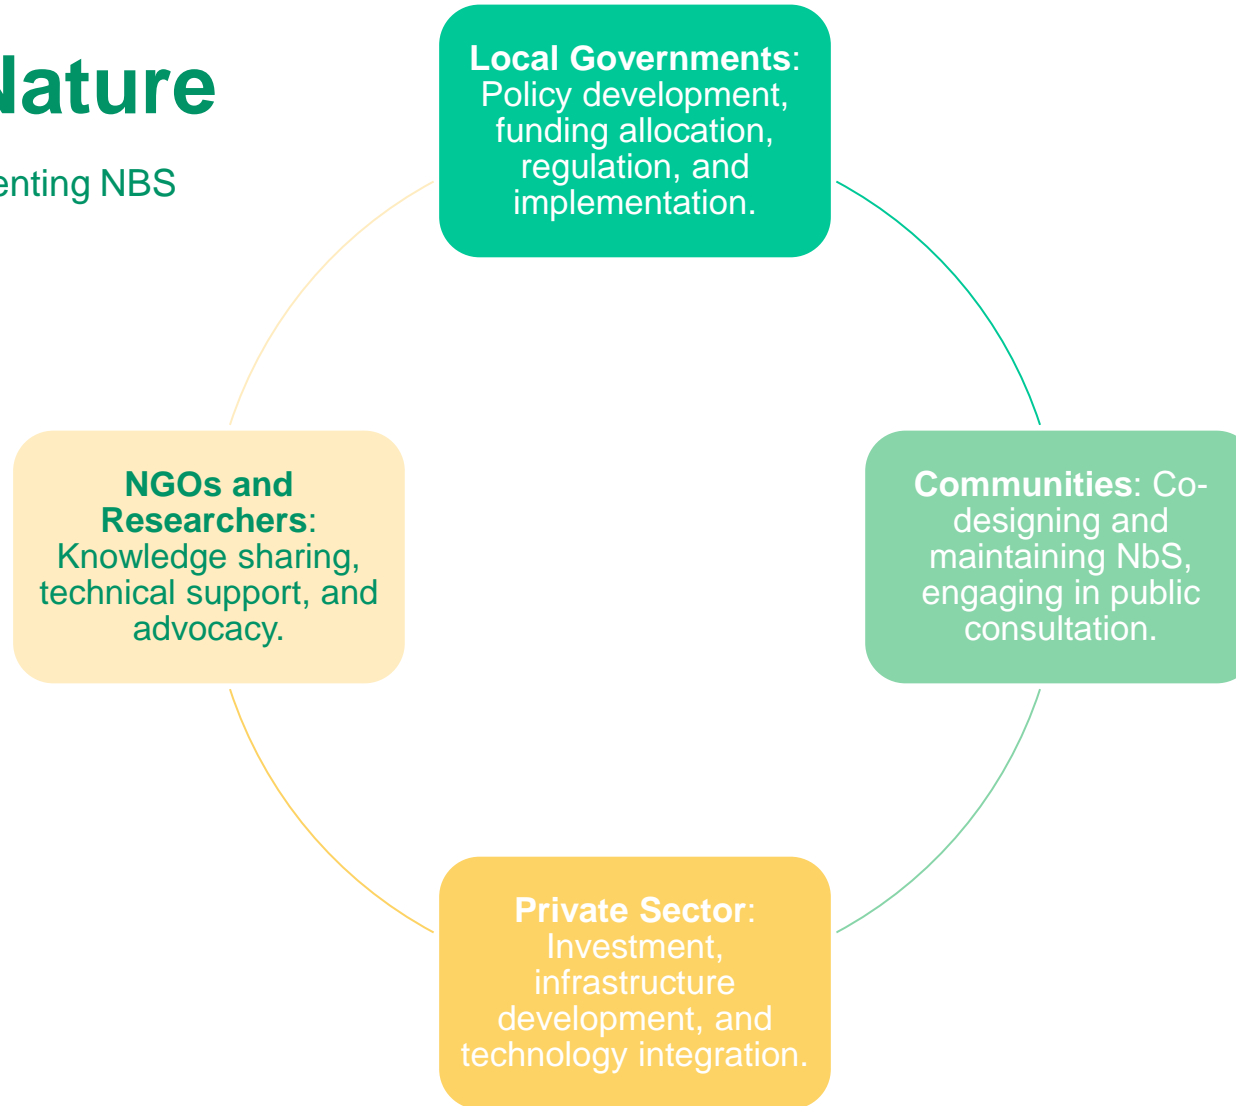 Nature
enting NBS
Local Governments:
Policy development,
funding allocation,
regulation, and
implementation.
NGOs and
Researchers:
Knowledge sharing,
technical support, and
advocacy.
Communities: Co-
designing and
maintaining NbS,
engaging in public
consultation.
Private Sector:
Investment,
infrastructure
development, and
technology integration.